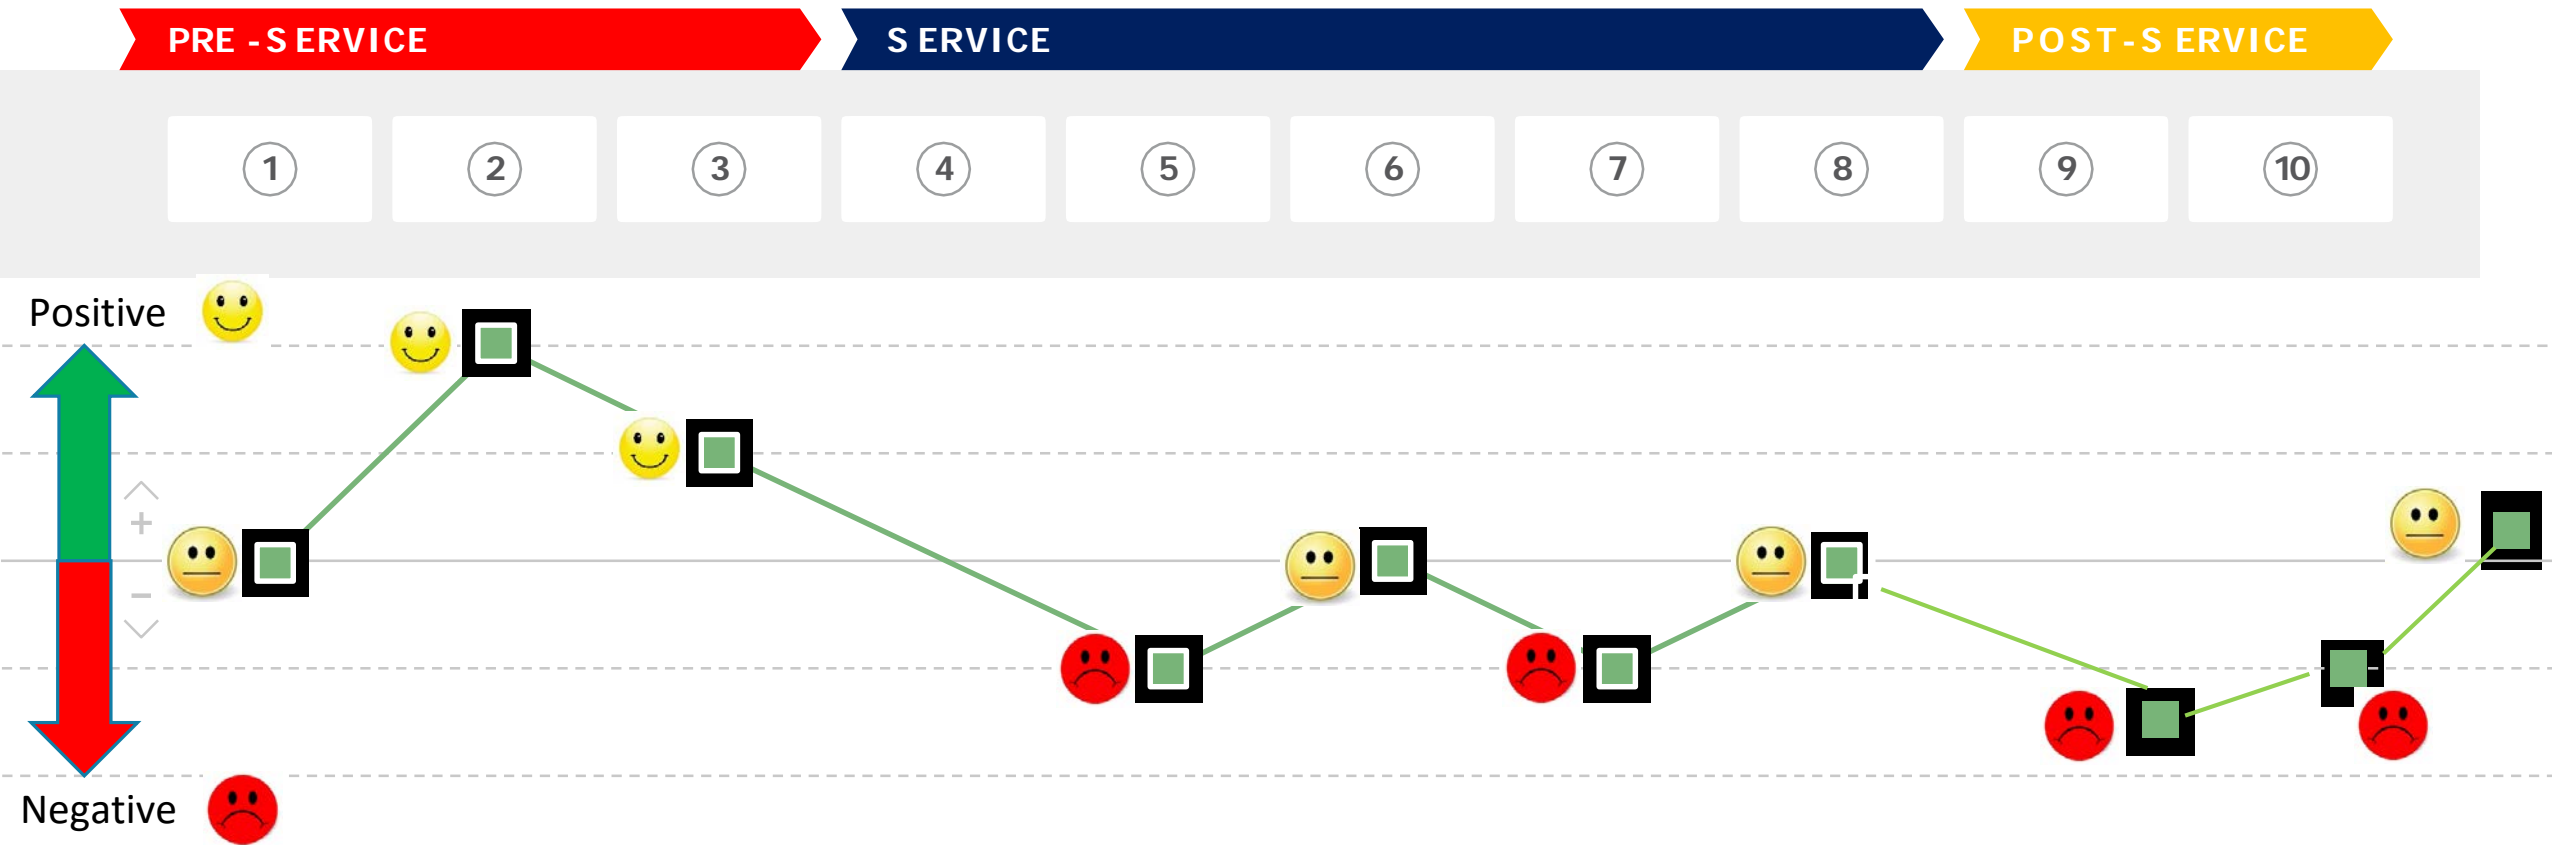 PRE - S ERVICE
S ERVICE
POST- S ERVICE
1 2 3 4 5 6 7 8 9 10
Positive
+
−
Negative